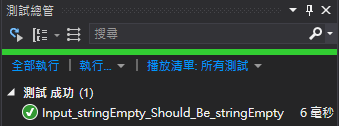 測試總管
搜尋
全部執行 | 執行... | 播放清單: 所有測試
測試 成功 (1)
Input_stringEmpty_Should_Be_stringEmpty 6 毫秒